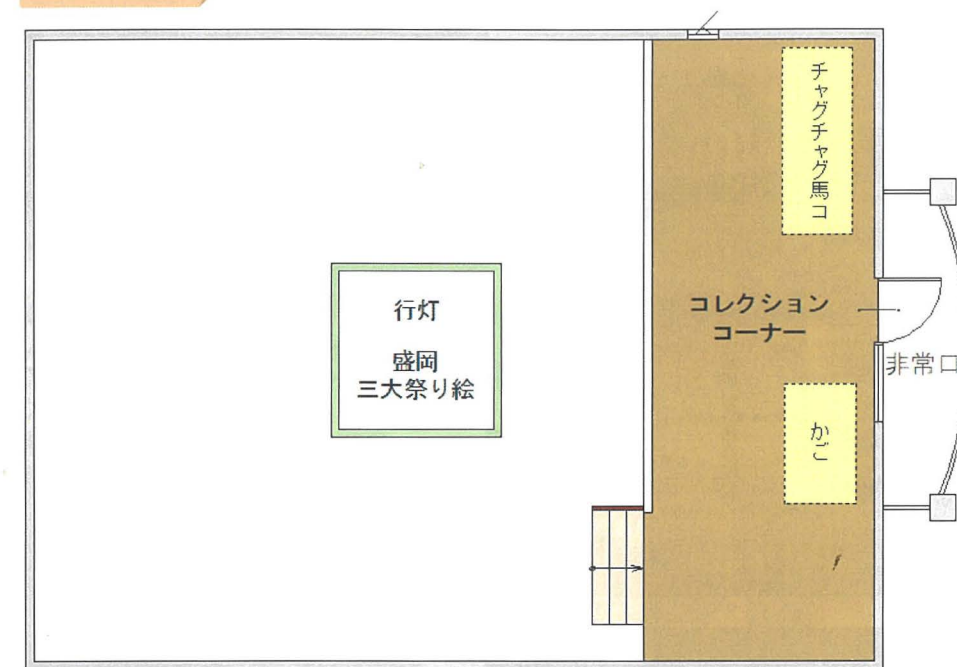 行灯
盛岡
三大祭り絵
チャグチャグ馬コ
コレクション
コーナー
非常口
かご